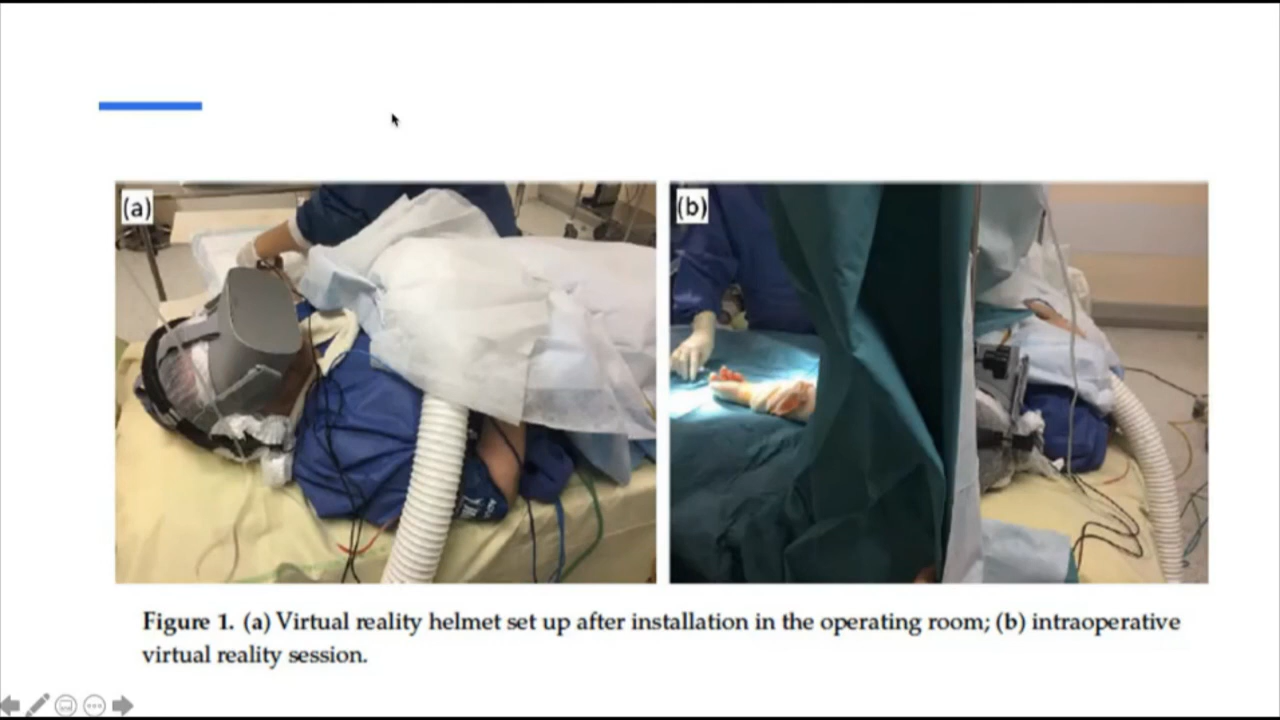 (a)
(b)
Figure 1. (a) Virtual reality helmet set up after installation in the operating room; (b) intraoperative
virtual reality session.